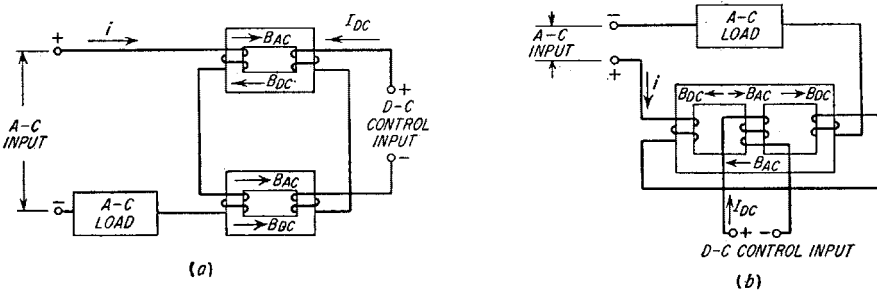 +
i
I_DC
B_AC
B_DC
+
D-C
CONTROL
INPUT
−
A-C
INPUT
B_AC
B_DC
−
A-C
LOAD
(a)
−
A-C
INPUT
+
A-C
LOAD
i
B_DC B_AC B_DC
B_AC
I_DC
+ −
D-C CONTROL INPUT
(b)